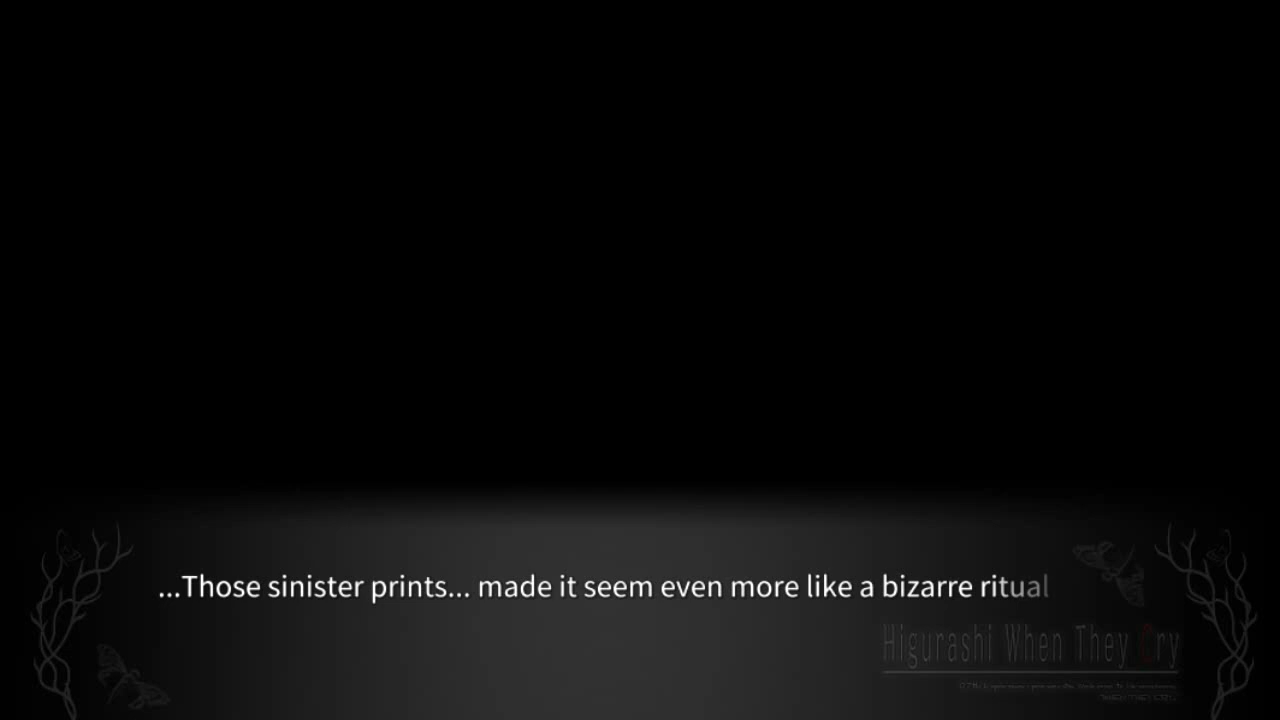 ...Those sinister prints... made it seem even more like a bizarre ritual
Higurashi When They Cry